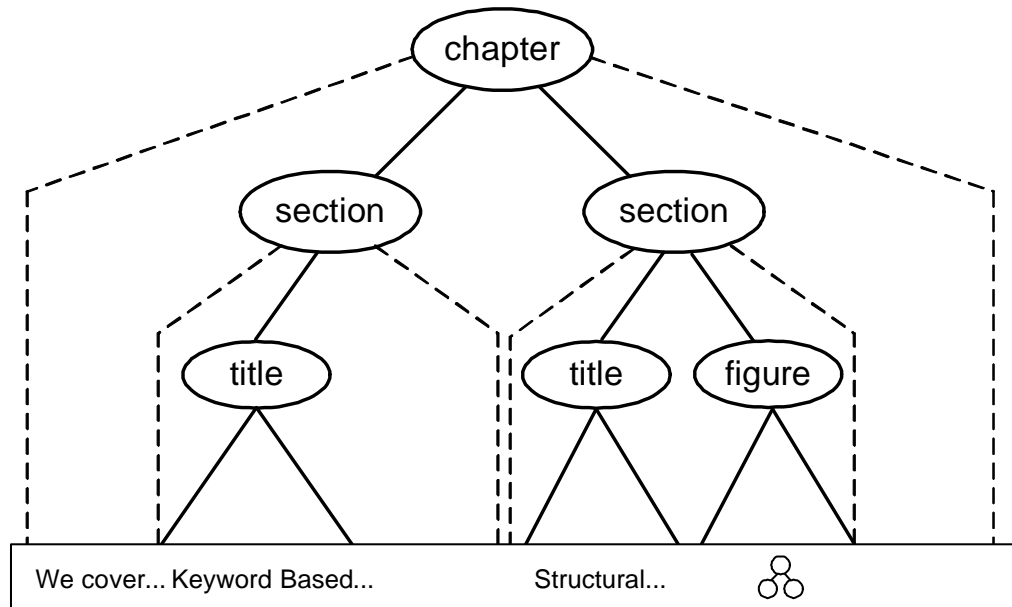 chapter
section section
title title figure
We cover... Keyword Based... Structural...